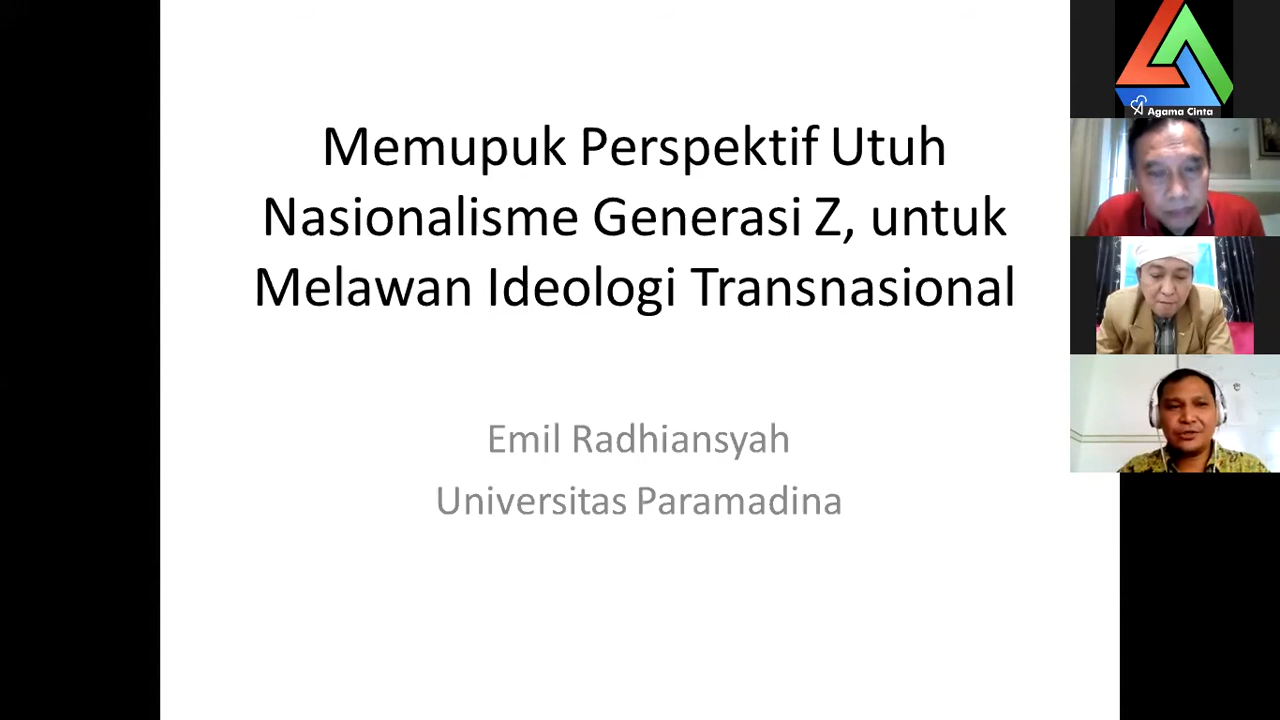 Memupuk Perspektif Utuh
Nasionalisme Generasi Z, untuk
Melawan Ideologi Transnasional
Emil Radhiansyah
Universitas Paramadina
Agama Cinta